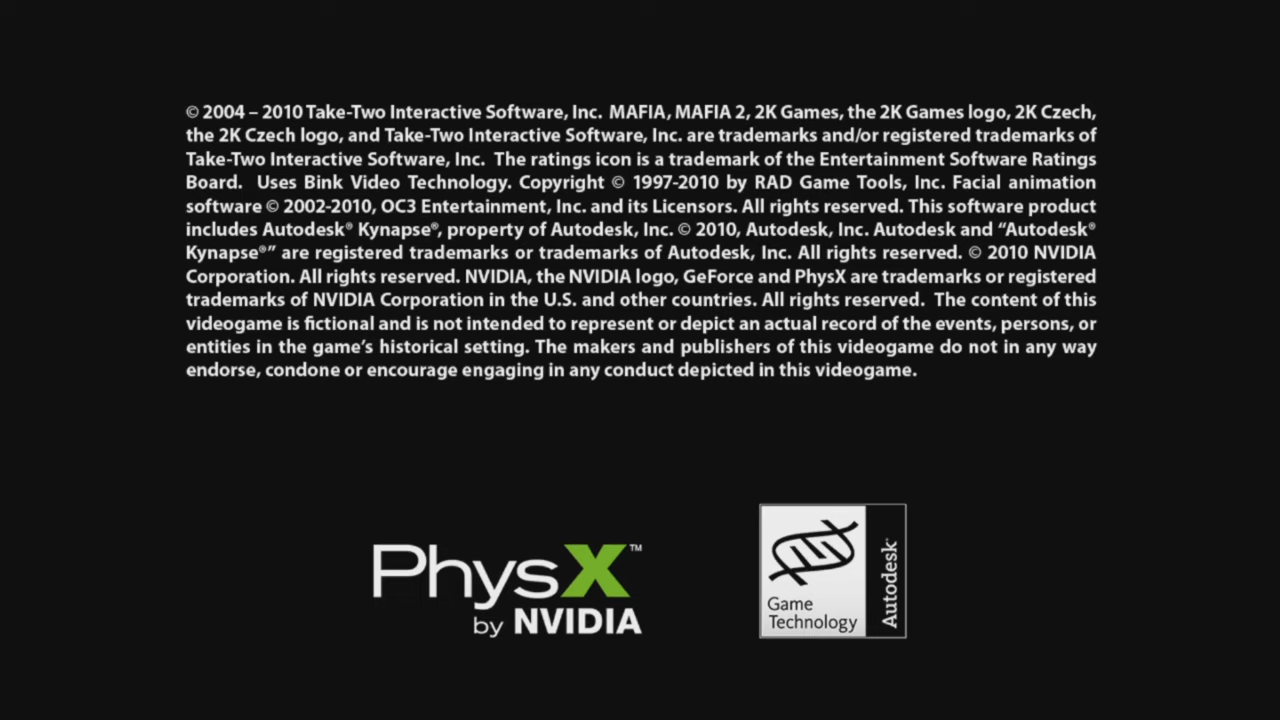 © 2004 – 2010 Take-Two Interactive Software, Inc.  MAFIA, MAFIA 2, 2K Games, the 2K Games logo, 2K Czech,
the 2K Czech logo, and Take-Two Interactive Software, Inc. are trademarks and/or registered trademarks of
Take-Two Interactive Software, Inc.  The ratings icon is a trademark of the Entertainment Software Ratings
Board.  Uses Bink Video Technology. Copyright © 1997-2010 by RAD Game Tools, Inc. Facial animation
software © 2002-2010, OC3 Entertainment, Inc. and its Licensors. All rights reserved. This software product
includes Autodesk® Kynapse®, property of Autodesk, Inc. © 2010, Autodesk, Inc. Autodesk and “Autodesk®
Kynapse®” are registered trademarks or trademarks of Autodesk, Inc. All rights reserved. © 2010 NVIDIA
Corporation. All rights reserved. NVIDIA, the NVIDIA logo, GeForce and PhysX are trademarks or registered
trademarks of NVIDIA Corporation in the U.S. and other countries. All rights reserved.  The content of this
videogame is fictional and is not intended to represent or depict an actual record of the events, persons, or
entities in the game’s historical setting. The makers and publishers of this videogame do not in any way
endorse, condone or encourage engaging in any conduct depicted in this videogame.
PhysX™
by NVIDIA
Game
Technology
Autodesk